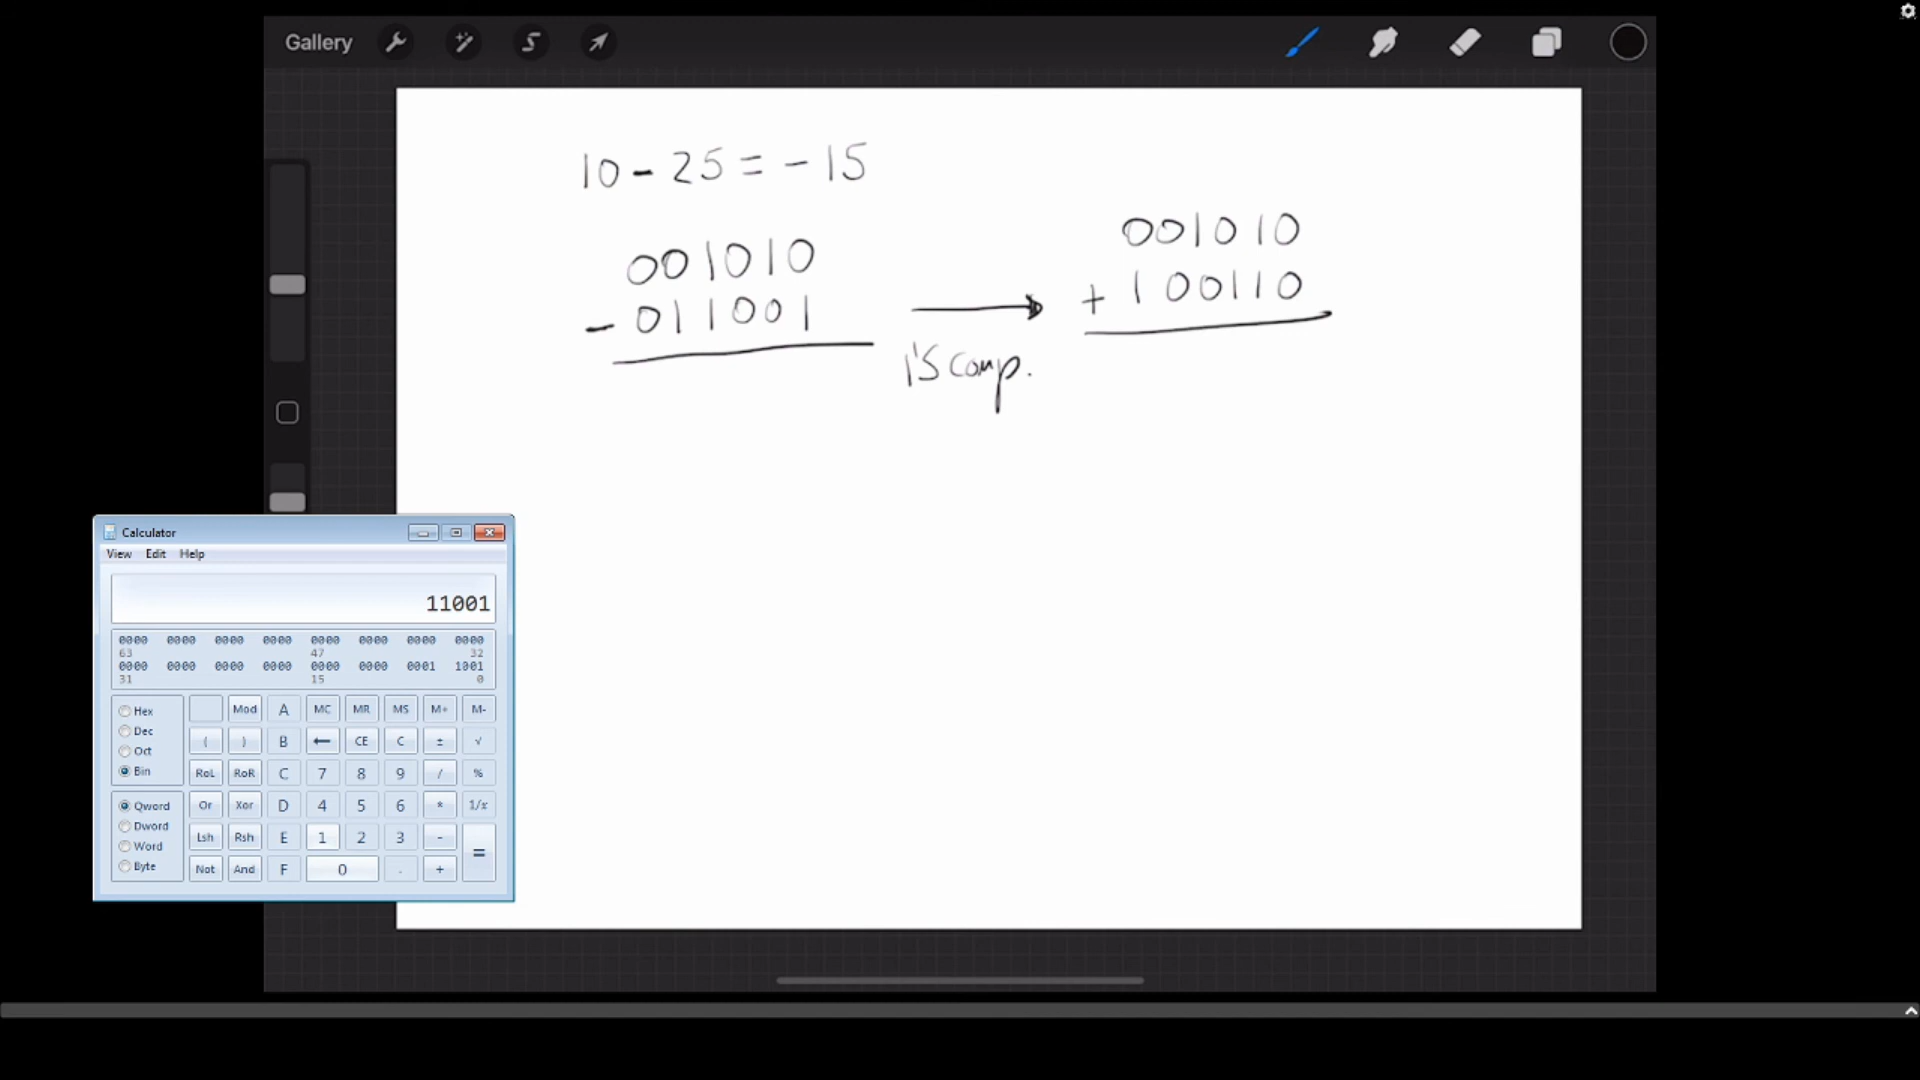 Gallery
10 - 25 = - 15
001010
- 011001
1's comp.
001010
+ 100110
Calculator
View Edit Help
11001
0000 0000 0000 0000 0000 0000 0000 0000
63 47 32
0000 0000 0000 0000 0000 0000 0001 1001
31 15 0
Hex Mod A MC MR MS M+ M-
Dec ( ) B ← CE C ± √
Oct
Bin RoL RoR C 7 8 9 / %
Qword Or Xor D 4 5 6 * 1/x
Dword
Word Lsh Rsh E 1 2 3 - =
Byte Not And F 0 . +